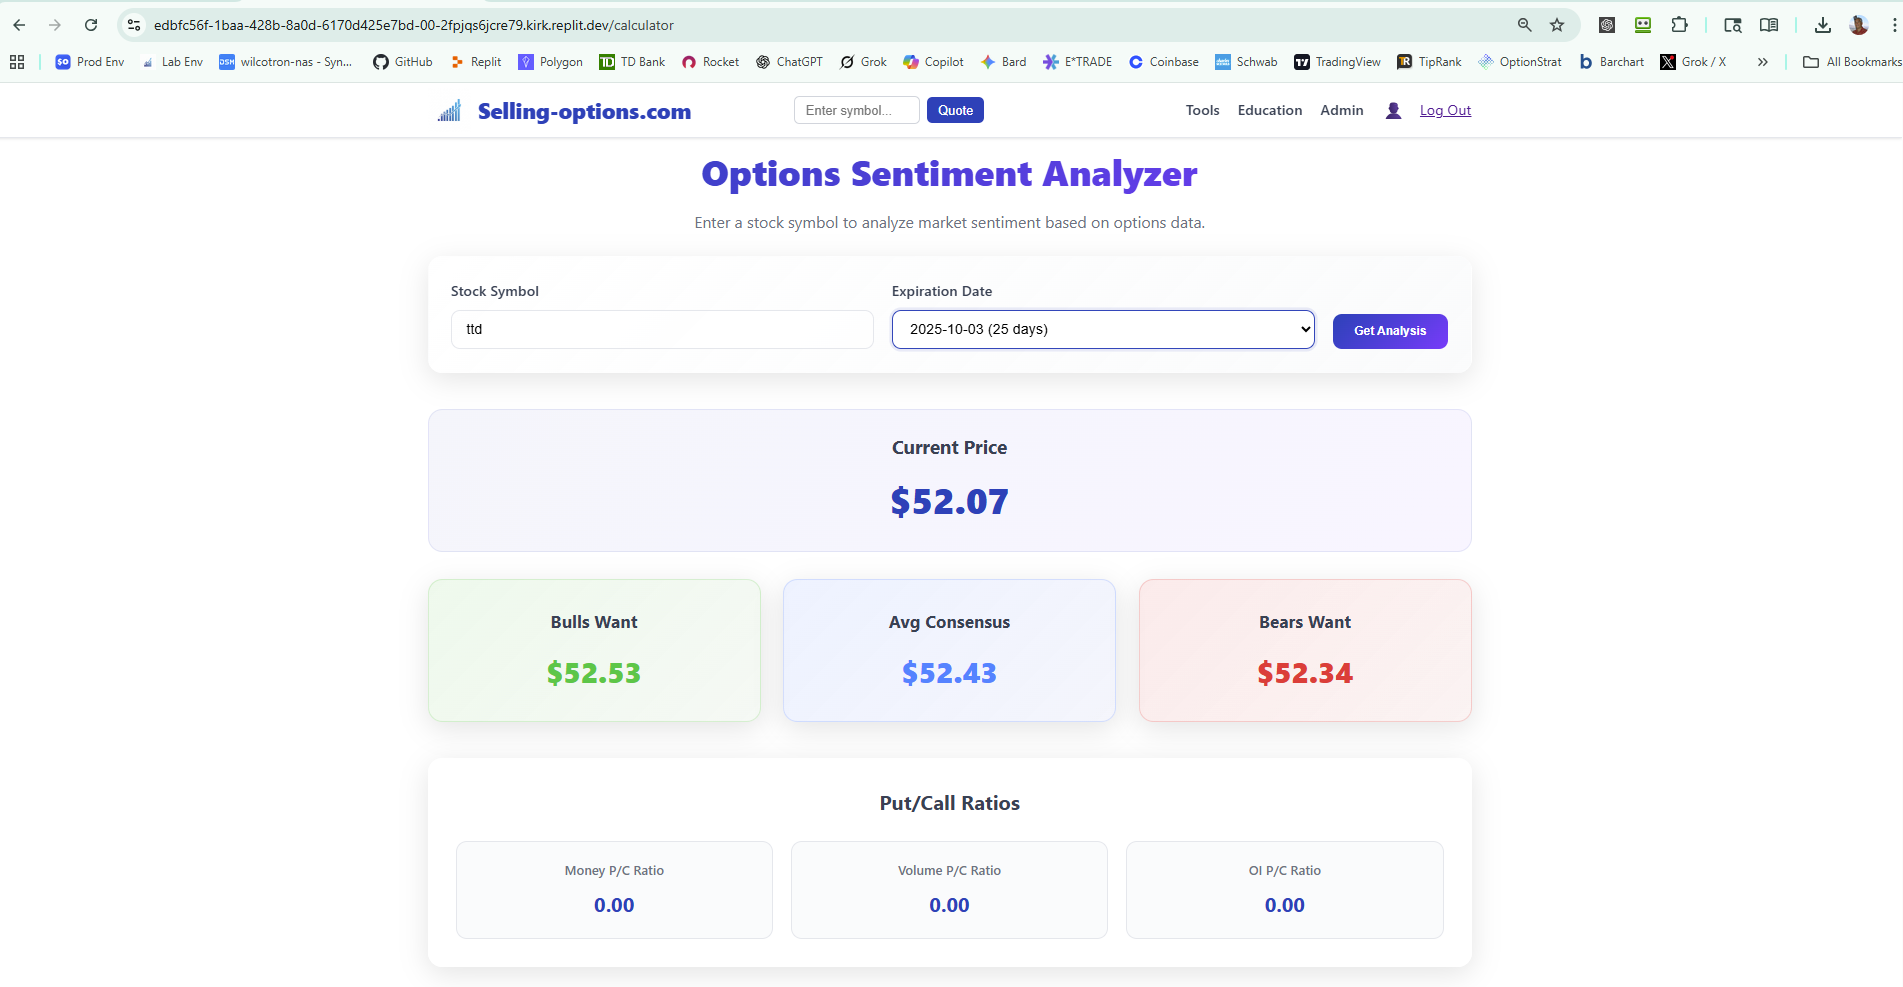 edbfc56f-1baa-428b-8a0d-6170d425e7bd-00-2fpjqs6jcre79.kirk.replit.dev/calculator
SO Prod Env Lab Env DSM wilcotron-nas - Syn... GitHub Replit Polygon TD TD Bank Rocket ChatGPT Grok Copilot Bard E*TRADE Coinbase Schwab TradingView TR TipRank OptionStrat b Barchart X Grok / X » All Bookmarks
Selling-options.com Enter symbol... Quote Tools Education Admin Log Out
Options Sentiment Analyzer
Enter a stock symbol to analyze market sentiment based on options data.
Stock Symbol Expiration Date
ttd 2025-10-03 (25 days) Get Analysis
Current Price
$52.07
Bulls Want Avg Consensus Bears Want
$52.53 $52.43 $52.34
Put/Call Ratios
Money P/C Ratio Volume P/C Ratio OI P/C Ratio
0.00 0.00 0.00